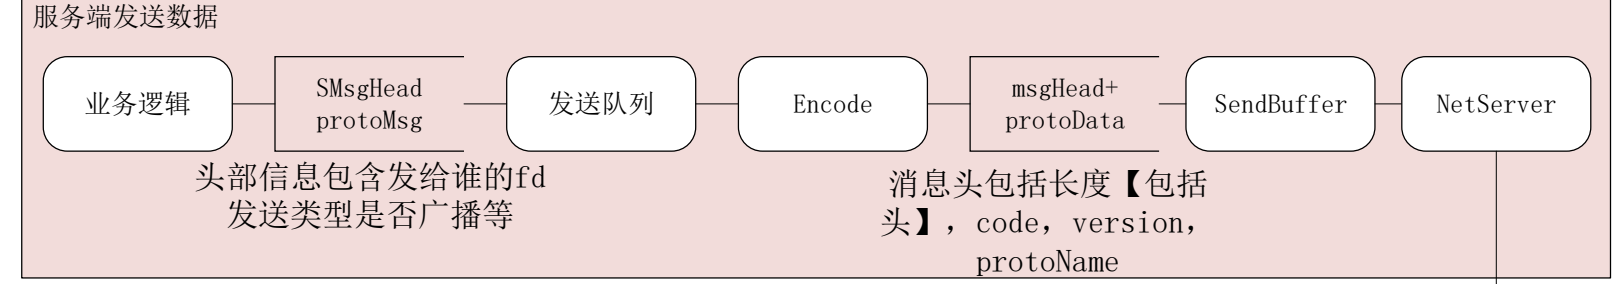 服务端发送数据
业务逻辑
SMsgHead
protoMsg
发送队列
Encode
msgHead+
protoData
SendBuffer
NetServer
头部信息包含发给谁的fd
发送类型是否广播等
消息头包括长度【包括
头】，code，version，
protoName